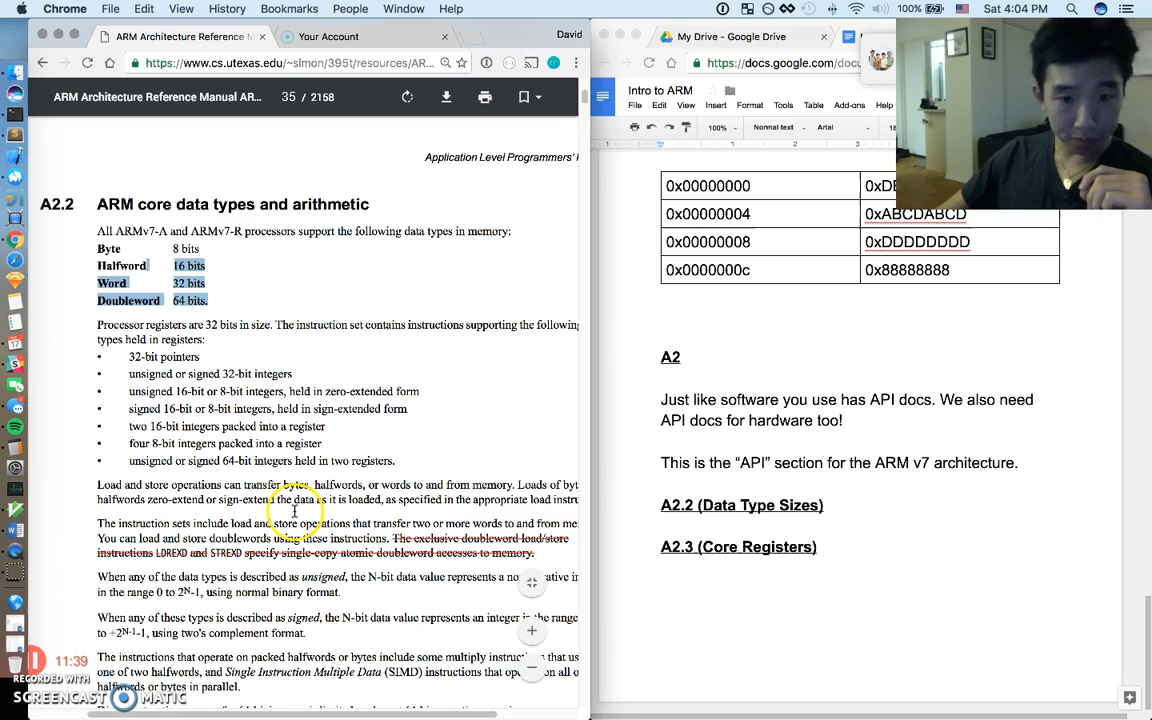 Chrome File Edit View History Bookmarks People Window Help
100% Sat 4:04 PM
ARM Architecture Reference M
Your Account
David
https://www.cs.utexas.edu/~simon/395t/resources/AR...
ARM Architecture Reference Manual AR...
35 / 2158
Application Level Programmers'
A2.2 ARM core data types and arithmetic
All ARMv7-A and ARMv7-R processors support the following data types in memory:
Byte 8 bits
Halfword 16 bits
Word 32 bits
Doubleword 64 bits.
Processor registers are 32 bits in size. The instruction set contains instructions supporting the following
types held in registers:
• 32-bit pointers
• unsigned or signed 32-bit integers
• unsigned 16-bit or 8-bit integers, held in zero-extended form
• signed 16-bit or 8-bit integers, held in sign-extended form
• two 16-bit integers packed into a register
• four 8-bit integers packed into a register
• unsigned or signed 64-bit integers held in two registers.
Load and store operations can transfer bytes, halfwords, or words to and from memory. Loads of byt
halfwords zero-extend or sign-extend the data as it is loaded, as specified in the appropriate load instru
The instruction sets include load and store operations that transfer two or more words to and from me
You can load and store doublewords using these instructions. The exclusive doubleword load/store
instructions LDREXD and STREXD specify single-copy atomic doubleword accesses to memory.
When any of the data types is described as unsigned, the N-bit data value represents a in
in the range 0 to 2N-1, using normal binary format.
When any of these types is described as signed, the N-bit data value represents an integer in the range
to +2N-1-1, using two's complement format.
The instructions that operate on packed halfwords or bytes include some multiply that us
one of two halfwords, and Single Instruction Multiple Data (SIMD) instructions that all o
halfwords or bytes in parallel.
11:39
RECORDED WITH
SCREENCAST MATIC
My Drive - Google Drive
https://docs.google.com/docu
Intro to ARM
File Edit View Insert Format Tools Table Add-ons Help
100% Normal text Arial
1 1 2 3
0x00000000 0xDE
0x00000004 0xABCDABCD
0x00000008 0xDDDDDDDD
0x0000000c 0x88888888
A2
Just like software you use has API docs. We also need
API docs for hardware too!
This is the “API” section for the ARM v7 architecture.
A2.2 (Data Type Sizes)
A2.3 (Core Registers)